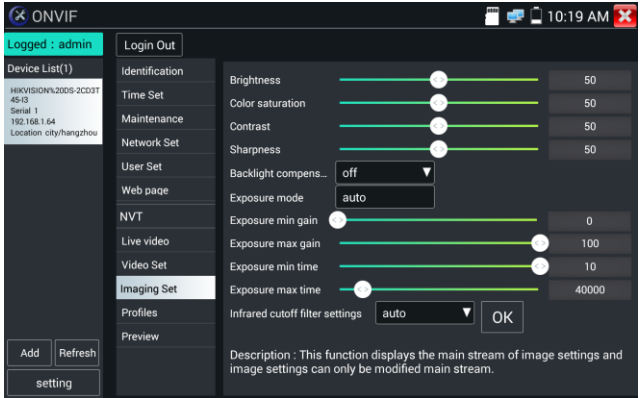 ONVIF
10:19 AM
Logged : admin
Login Out
Device List(1)
HIKVISION%20DS-2CD3T
45-I3
Serial 1
192.168.1.64
Location city/hangzhou
Add
Refresh
setting
Identification
Time Set
Maintenance
Network Set
User Set
Web page
NVT
Live video
Video Set
Imaging Set
Profiles
Preview
Brightness 50
Color saturation 50
Contrast 50
Sharpness 50
Backlight compens... off
Exposure mode auto
Exposure min gain 0
Exposure max gain 100
Exposure min time 10
Exposure max time 40000
Infrared cutoff filter settings auto OK
Description : This function displays the main stream of image settings and
image settings can only be modified main stream.